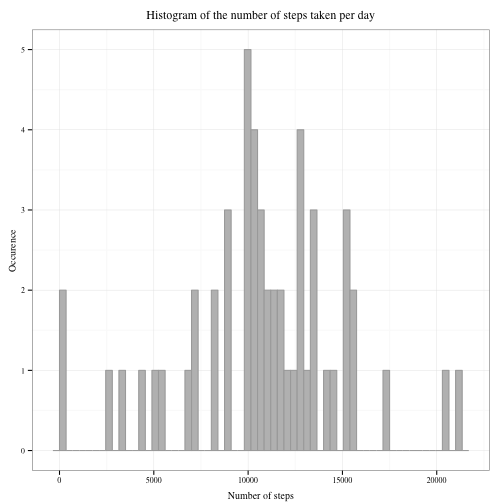 Histogram of the number of steps taken per day
5
4
3
2
1
0
Occurence
0 5000 10000 15000 20000
Number of steps